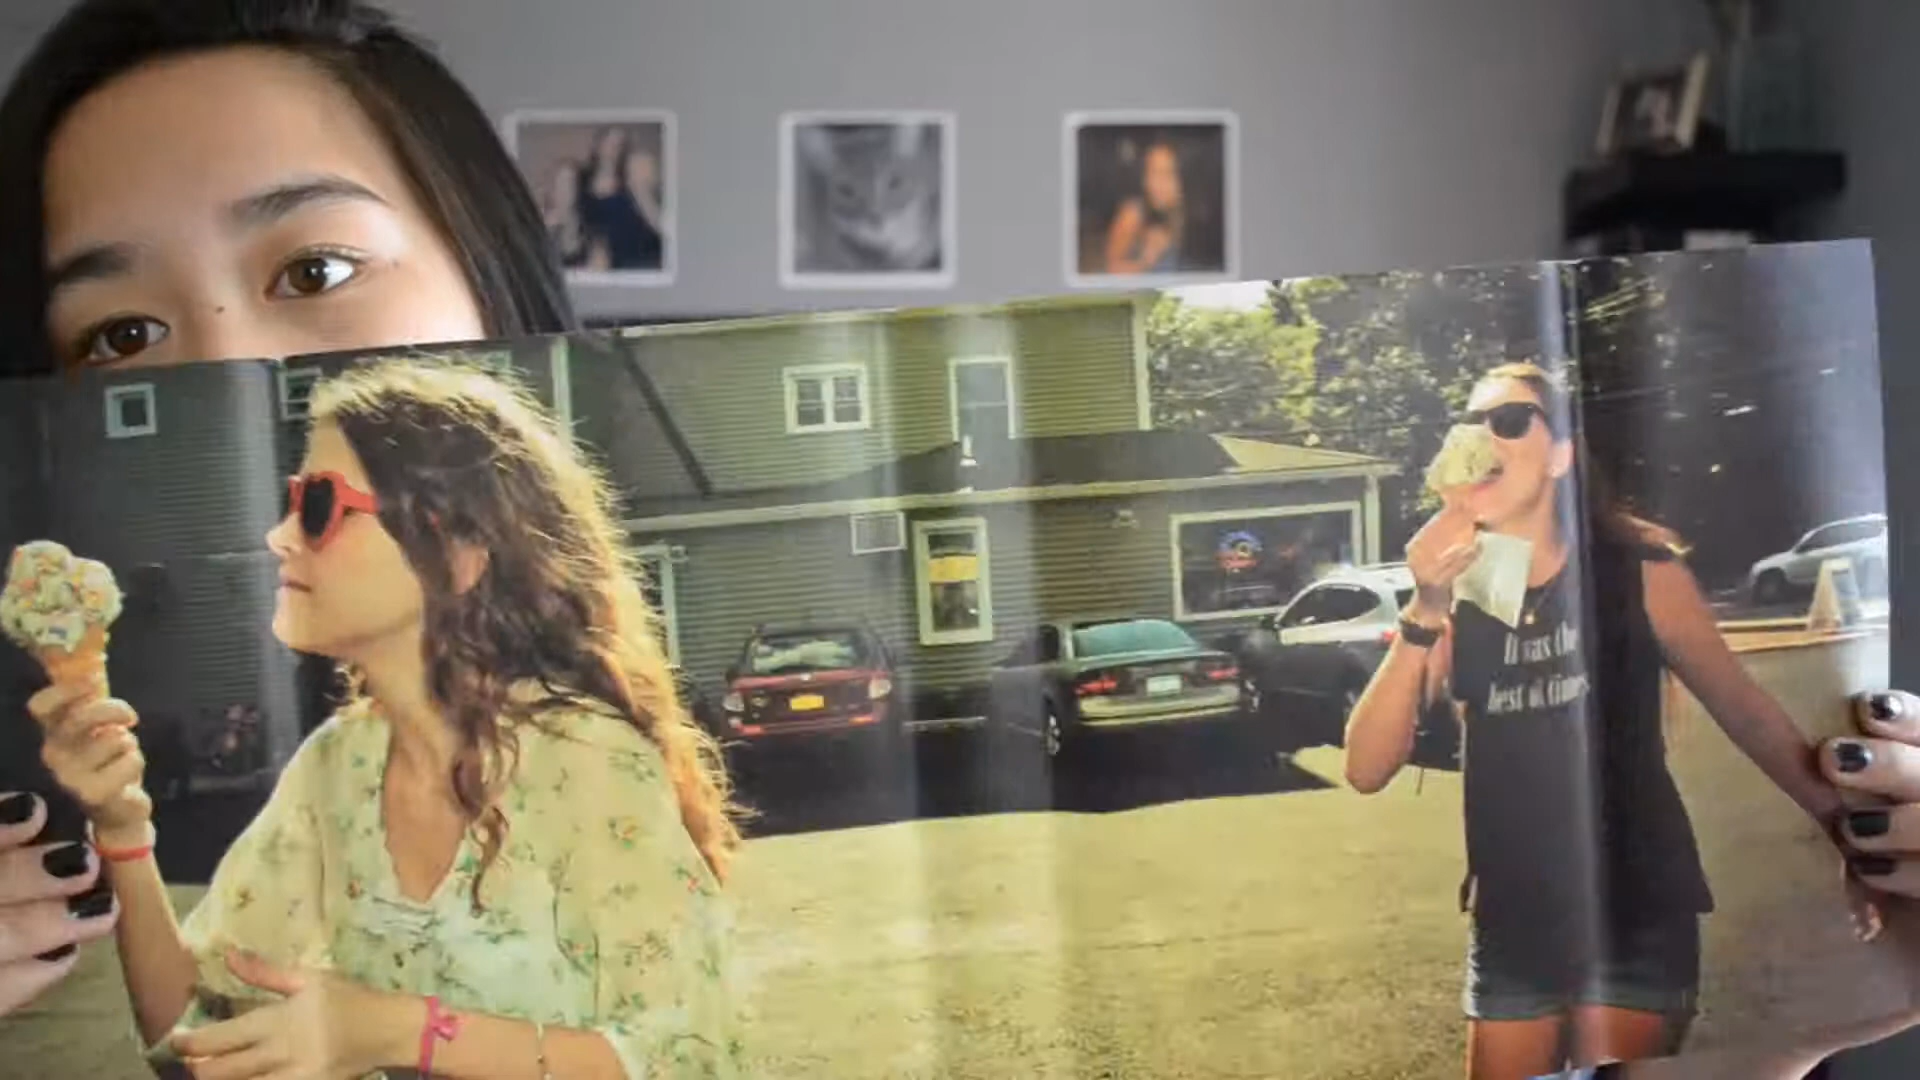 It was the
best of times